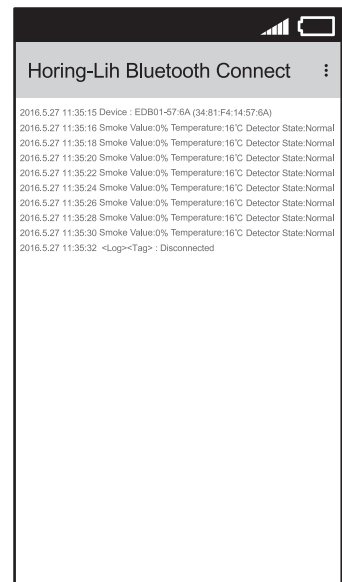 Horing-Lih Bluetooth Connect
2016.5.27 11:35:15 Device : EDB01-57:6A (34:81:F4:14:57:6A)
2016.5.27 11:35:16 Smoke Value:0% Temperature:16℃ Detector State:Normal
2016.5.27 11:35:18 Smoke Value:0% Temperature:16℃ Detector State:Normal
2016.5.27 11:35:20 Smoke Value:0% Temperature:16℃ Detector State:Normal
2016.5.27 11:35:22 Smoke Value:0% Temperature:16℃ Detector State:Normal
2016.5.27 11:35:24 Smoke Value:0% Temperature:16℃ Detector State:Normal
2016.5.27 11:35:26 Smoke Value:0% Temperature:16℃ Detector State:Normal
2016.5.27 11:35:28 Smoke Value:0% Temperature:16℃ Detector State:Normal
2016.5.27 11:35:30 Smoke Value:0% Temperature:16℃ Detector State:Normal
2016.5.27 11:35:32 <Log><Tag> : Disconnected